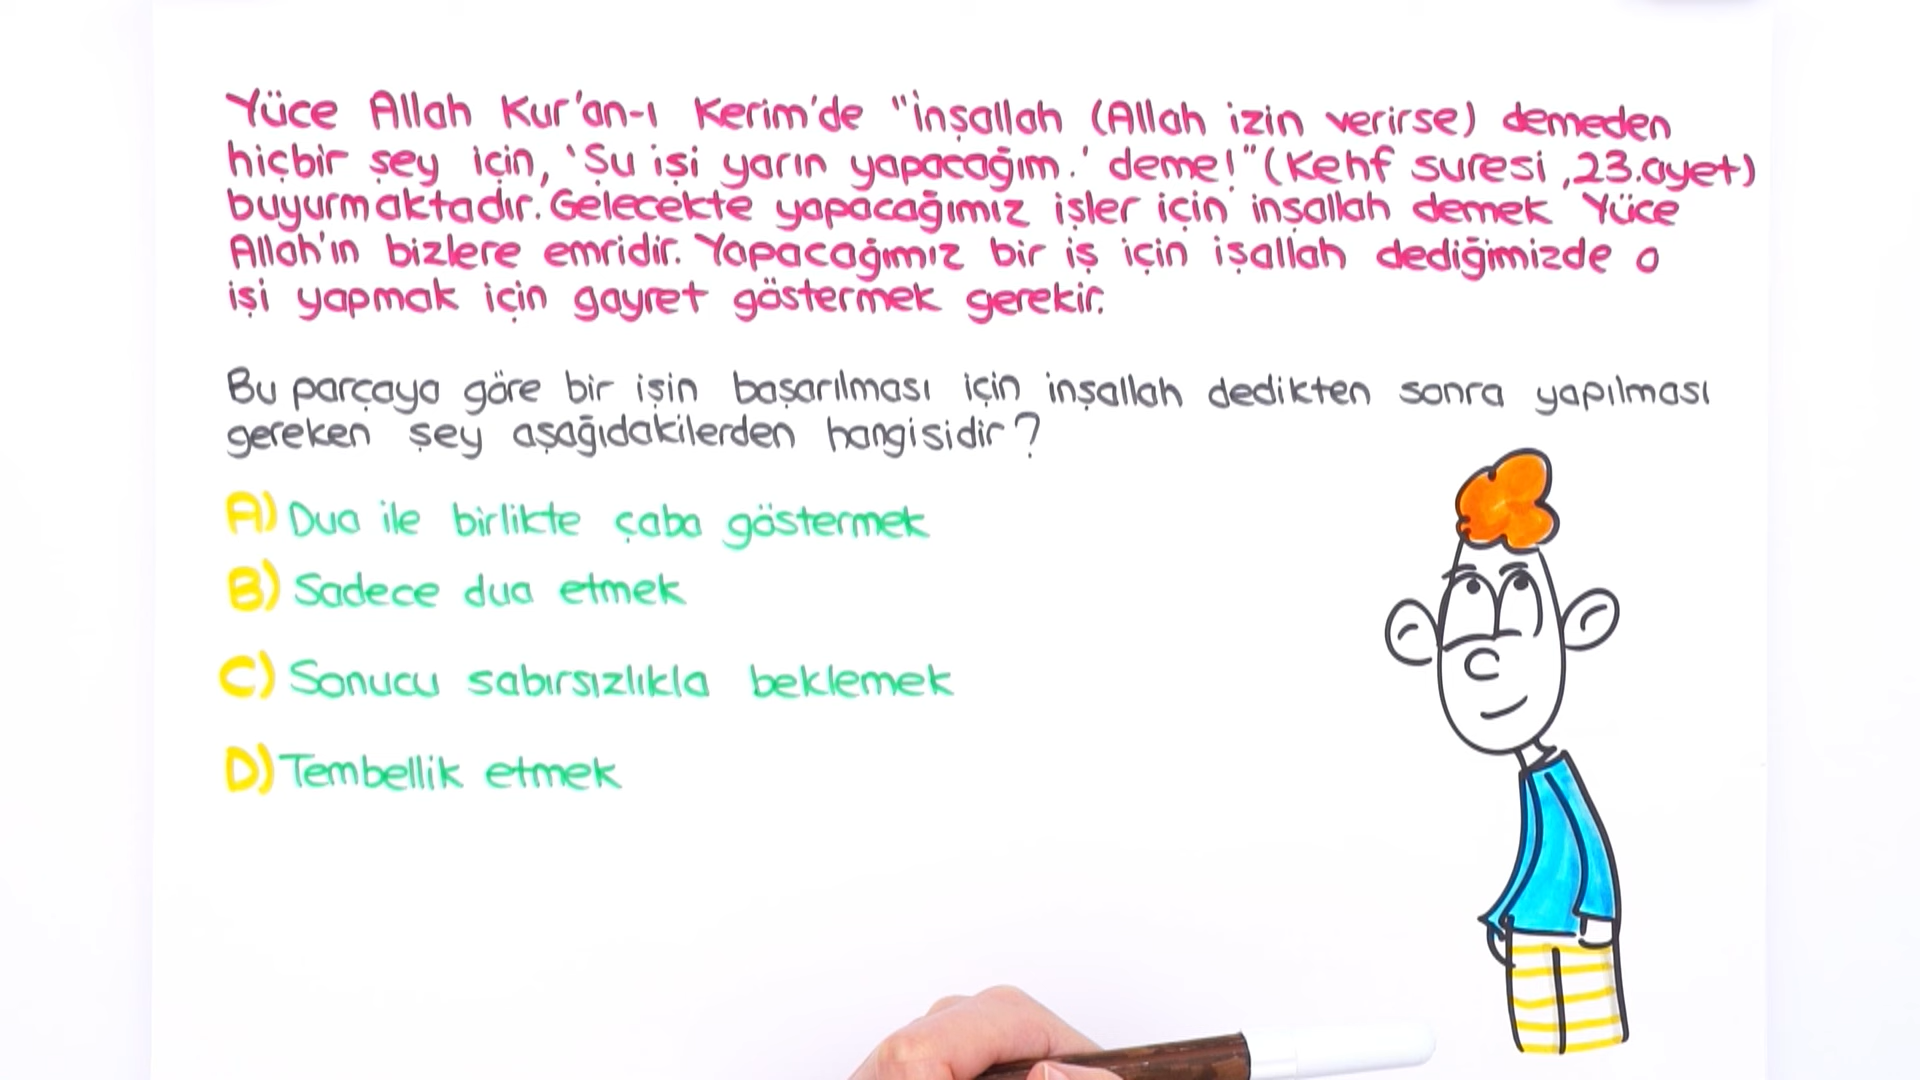 Yüce Allah Kur'an-ı Kerim'de "İnşallah (Allah izin verirse) demeden
hiçbir şey için, 'Şu işi yarın yapacağım.' deme!" (Kehf suresi ,23.ayet)
buyurmaktadır. Gelecekte yapacağımız işler için inşallah demek Yüce
Allah'ın bizlere emridir. Yapacağımız bir iş için işallah dediğimizde o
işi yapmak için gayret göstermek gerekir.
Bu parçaya göre bir işin başarılması için inşallah dedikten sonra yapılması
gereken şey aşağıdakilerden hangisidir?
A) Dua ile birlikte çaba göstermek
B) Sadece dua etmek
C) Sonucu sabırsızlıkla beklemek
D) Tembellik etmek